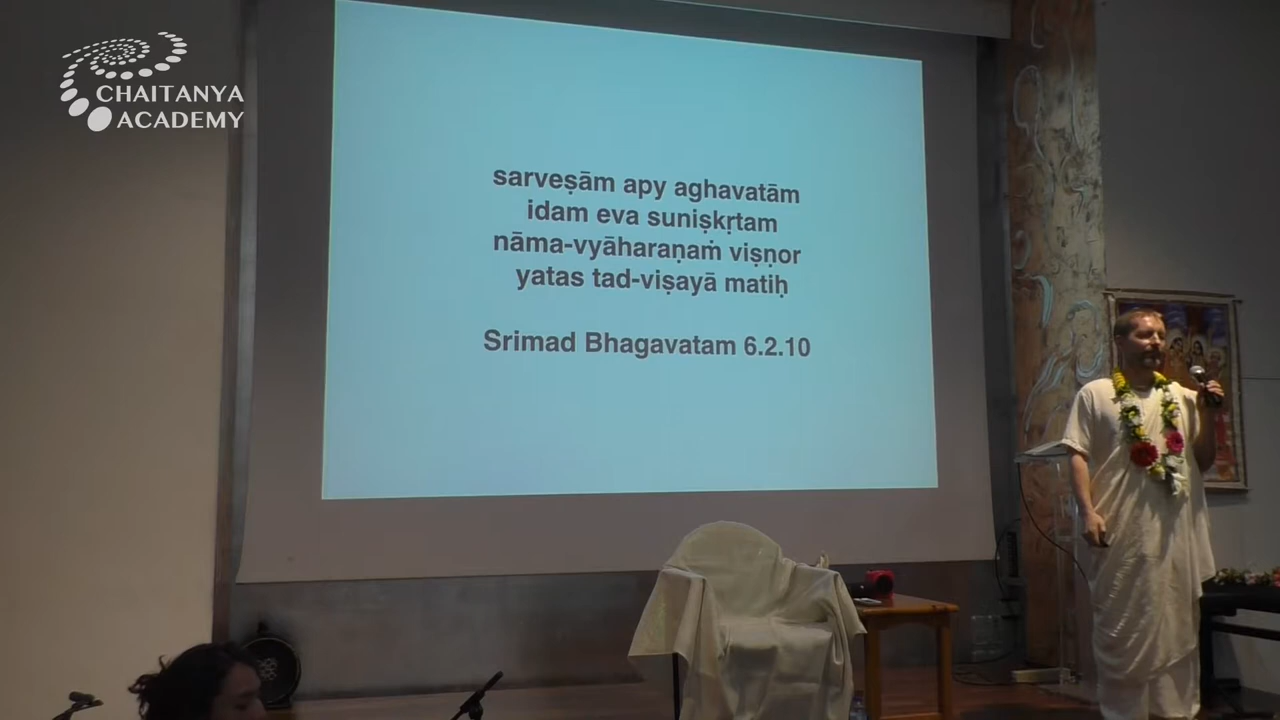 CHAITANYA
ACADEMY
sarveṣām apy aghavatām
idam eva suniṣkṛtam
nāma-vyāharaṇaṁ viṣṇor
yatas tad-viṣayā matiḥ
Srimad Bhagavatam 6.2.10